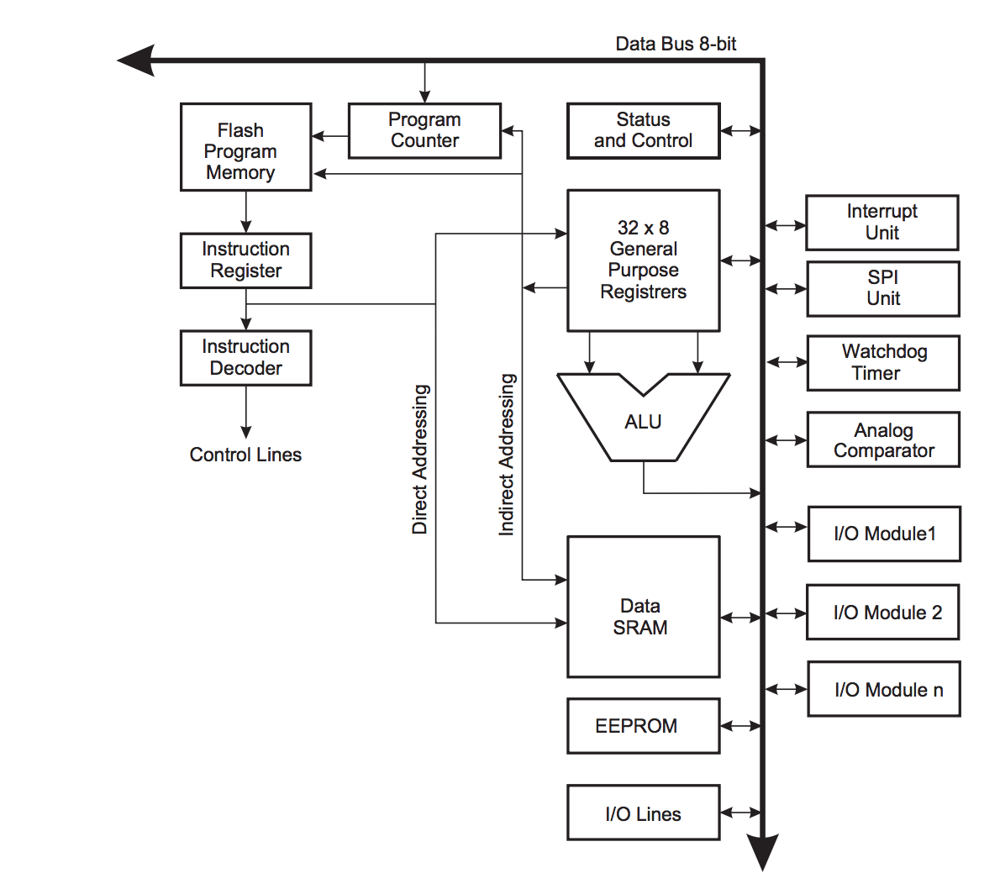 Data Bus 8-bit
Flash
Program
Memory
Program
Counter
Status
and Control
32 x 8
General
Purpose
Registrers
Interrupt
Unit
SPI
Unit
Instruction
Register
Instruction
Decoder
Control Lines
Direct Addressing
Indirect Addressing
ALU
Watchdog
Timer
Analog
Comparator
I/O Module1
Data
SRAM
I/O Module 2
I/O Module n
EEPROM
I/O Lines